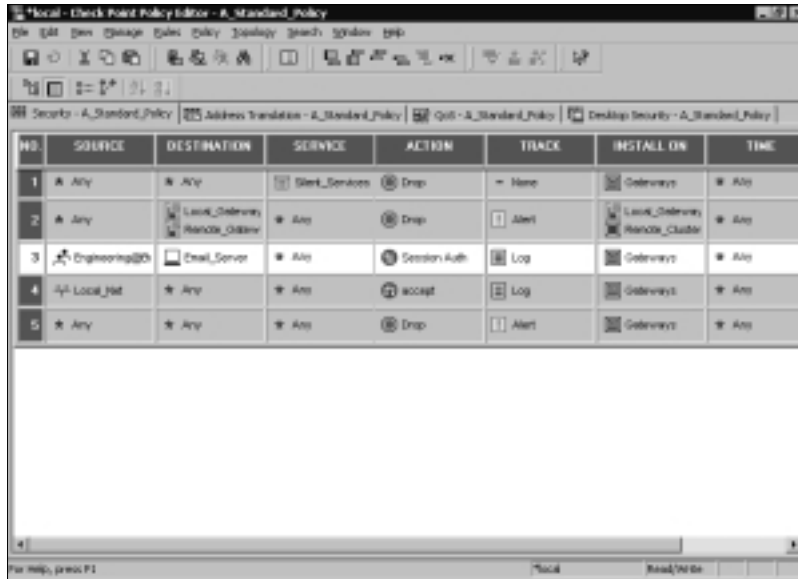 *local - Check Point Policy Editor - A_Standard_Policy
File Edit View Manage Rules Policy Topology Search Window Help
Security - A_Standard_Policy Address Translation - A_Standard_Policy QoS - A_Standard_Policy Desktop Security - A_Standard_Policy
NO. SOURCE DESTINATION SERVICE ACTION TRACK INSTALL ON TIME
1 Any Any Silent_Services Drop None Gateways Any
2 Any Local_Gateway Any Drop Alert Local_Gateway Any
Remote_Cluster
3 Email_Server Any Session Auth Log Gateways Any
4 Local_Net Any Any accept Log Gateways Any
5 Any Any Any Drop Alert Gateways Any
For Help, press F1 *local Read/Write